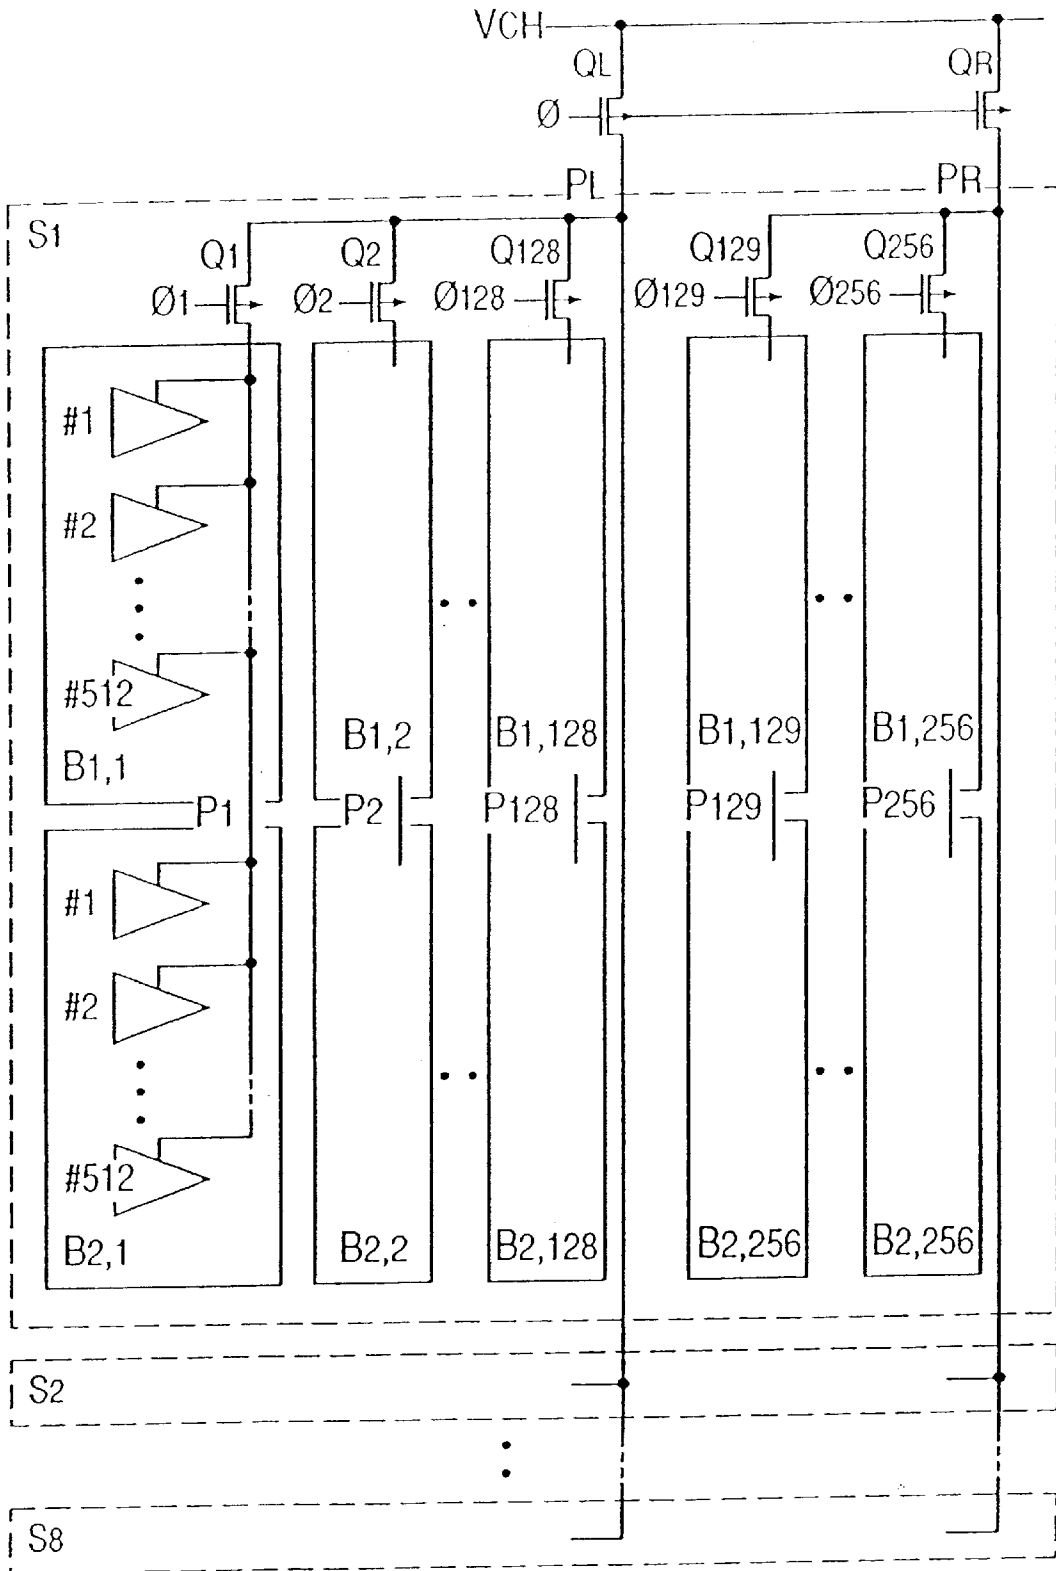 VCH
QL QR
Ø
PL PR
S1
Q1 Q2 Q128 Q129 Q256
Ø1 Ø2 Ø128 Ø129 Ø256
#1
#2
#512
B1,1 B1,2 B1,128 B1,129 B1,256
P1 P2 P128 P129 P256
#1
#2
#512
B2,1 B2,2 B2,128 B2,256 B2,256
S2
S8